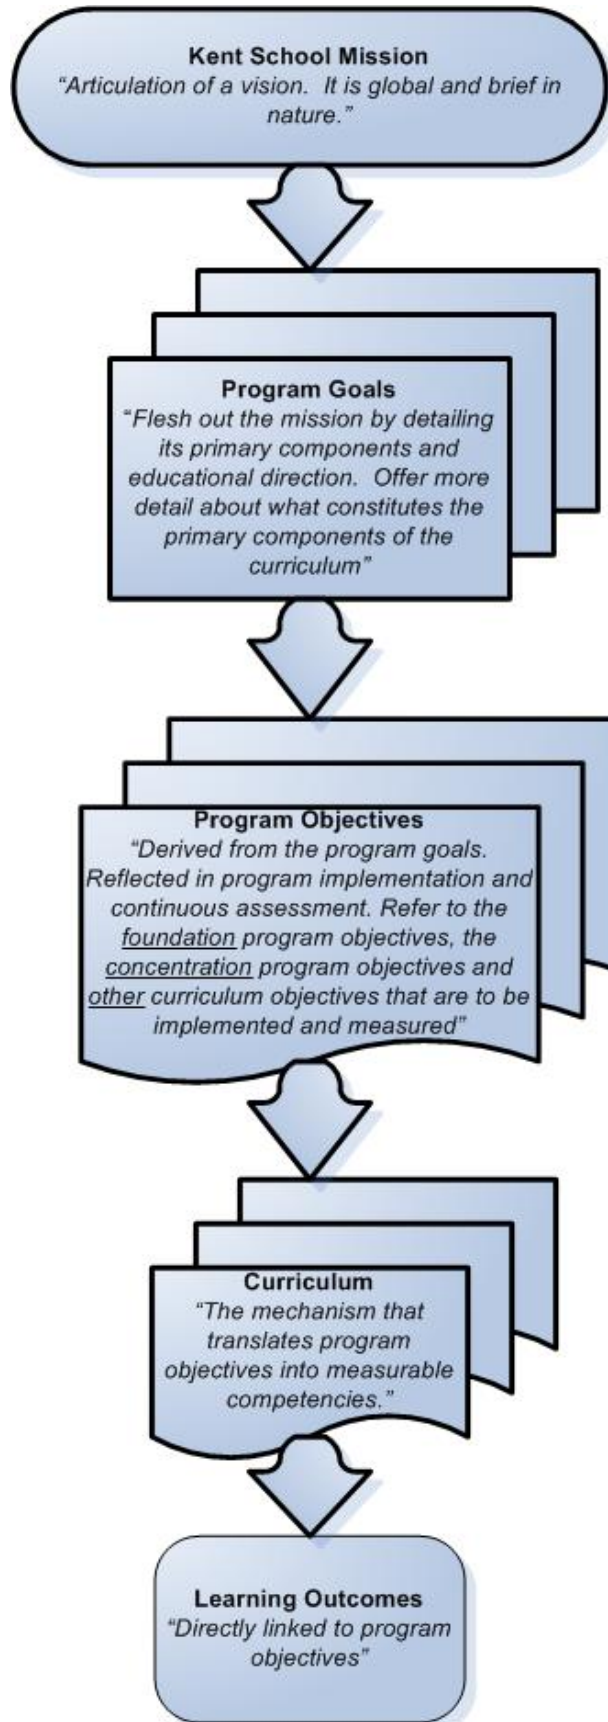 Kent School Mission
“Articulation of a vision.  It is global and brief in
nature.”
Program Goals
“Flesh out the mission by detailing
its primary components and
educational direction.  Offer more
detail about what constitutes the
primary components of the
curriculum”
Program Objectives
“Derived from the program goals.
Reflected in program implementation and
continuous assessment. Refer to the
foundation program objectives, the
concentration program objectives and
other curriculum objectives that are to be
implemented and measured”
Curriculum
“The mechanism that
translates program
objectives into measurable
competencies.”
Learning Outcomes
“Directly linked to program
objectives”